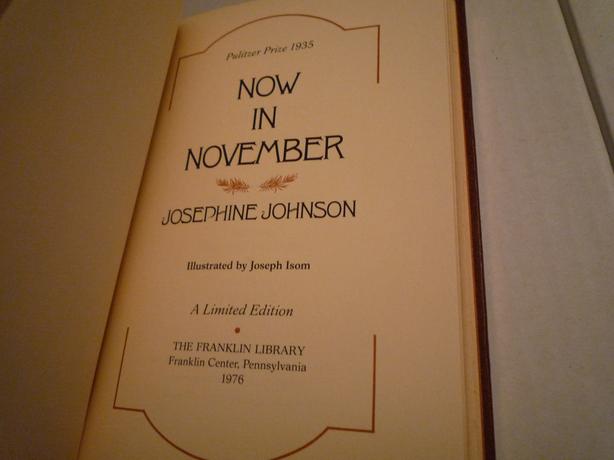 Pulitzer Prize 1935
NOW
IN
NOVEMBER
JOSEPHINE JOHNSON
Illustrated by Joseph Isom
A Limited Edition
THE FRANKLIN LIBRARY
Franklin Center, Pennsylvania
1976